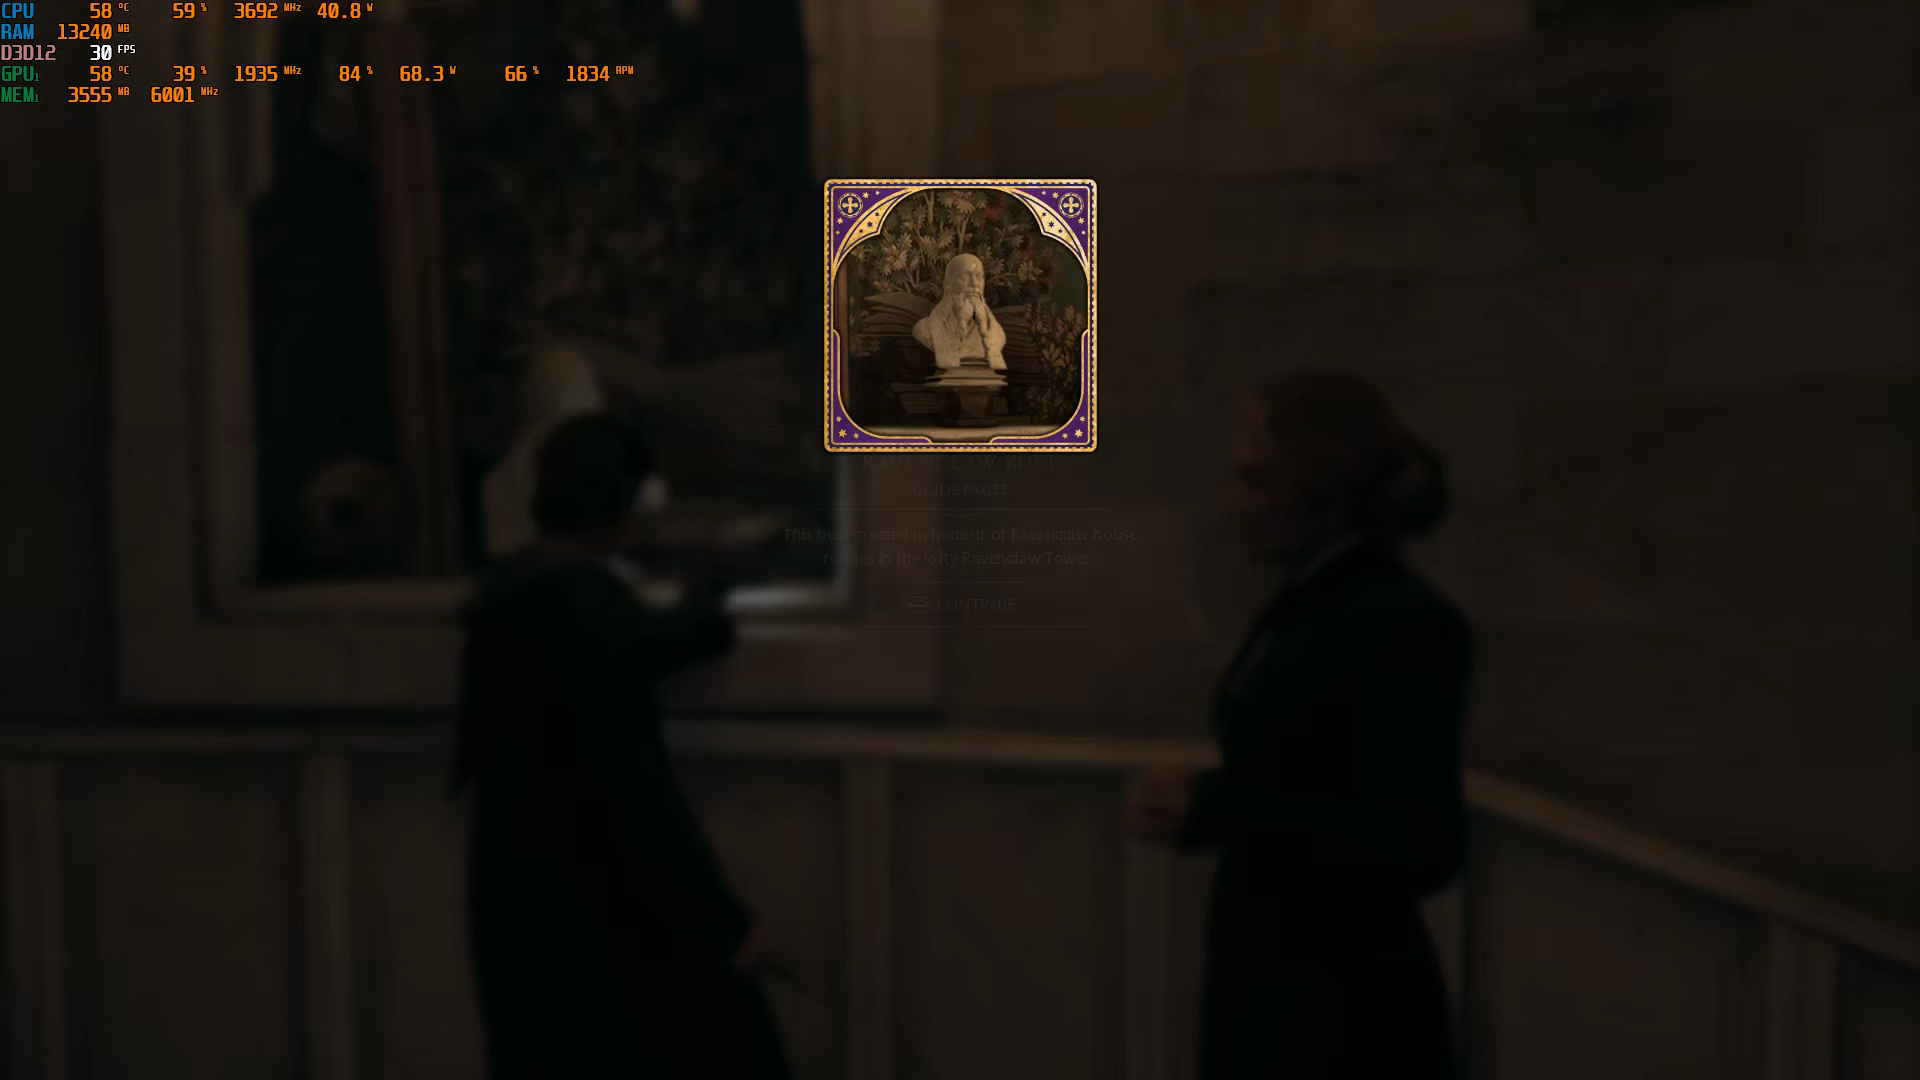 CPU 58 °C 59 % 3692 MHz 40.8 W
RAM 13240 MB
D3D12 30 FPS
GPU1 58 °C 39 % 1935 MHz 84 % 68.3 W 66 % 1834 RPM
MEM1 3555 MB 6001 MHz
RAVENCLAW BUST
GUIDE PAGES
This bust created in honour of Ravenclaw house
remains in the lofty Ravenclaw Tower
CONTINUE